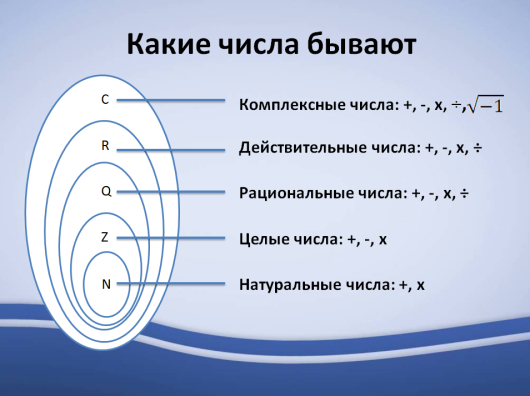 Какие числа бывают
C
Комплексные числа: +, -, x, ÷,√−1
R
Действительные числа: +, -, x, ÷
Q
Рациональные числа: +, -, x, ÷
Z
Целые числа: +, -, x
N
Натуральные числа: +, x